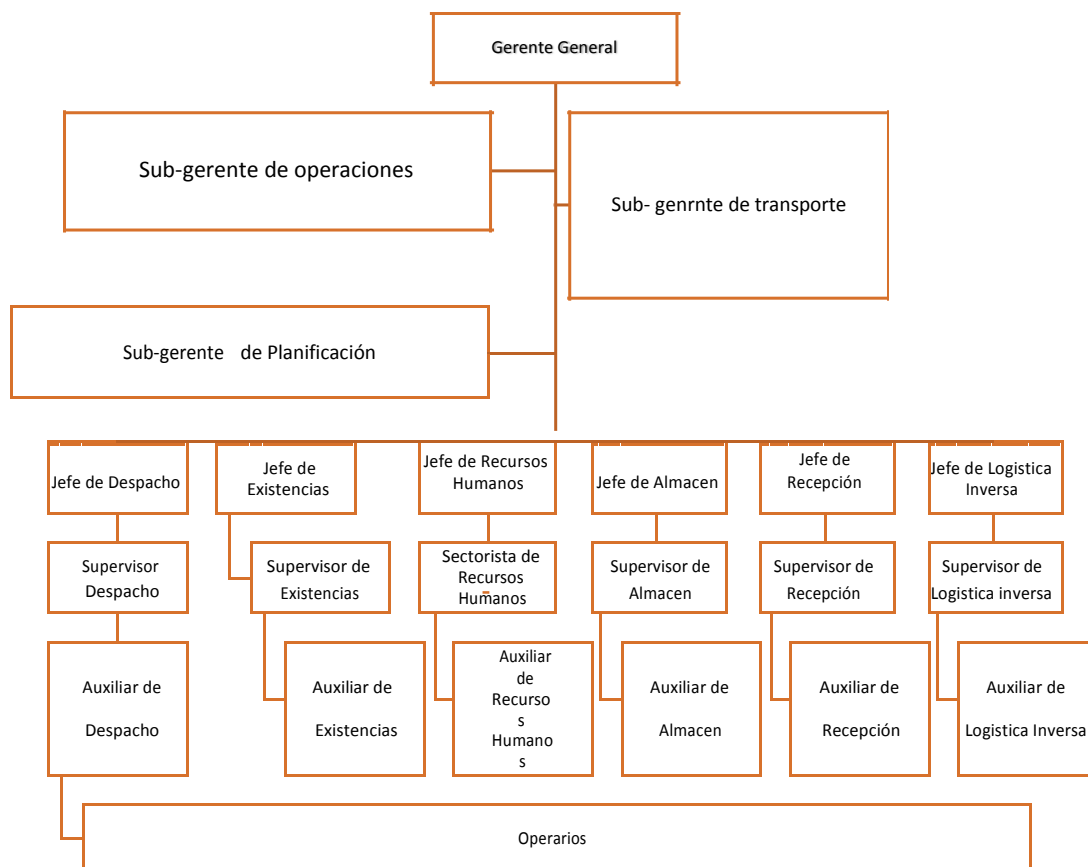 Gerente General
Sub-gerente de operaciones
Sub- genrnte de transporte
Sub-gerente de Planificación
Jefe de Despacho
Jefe de
Existencias
Jefe de Recursos
Humanos
Jefe de Almacen
Jefe de
Recepción
Jefe de Logistica
Inversa
Supervisor
Despacho
Supervisor de
Existencias
Sectorista de
Recursos
Humanos
Supervisor de
Almacen
Supervisor de
Recepción
Supervisor de
Logistica inversa
Auxiliar de
Despacho
Auxiliar de
Existencias
Auxiliar
de
Recurso
s
Humano
s
Auxiliar de
Almacen
Auxiliar de
Recepción
Auxiliar de
Logistica Inversa
Operarios